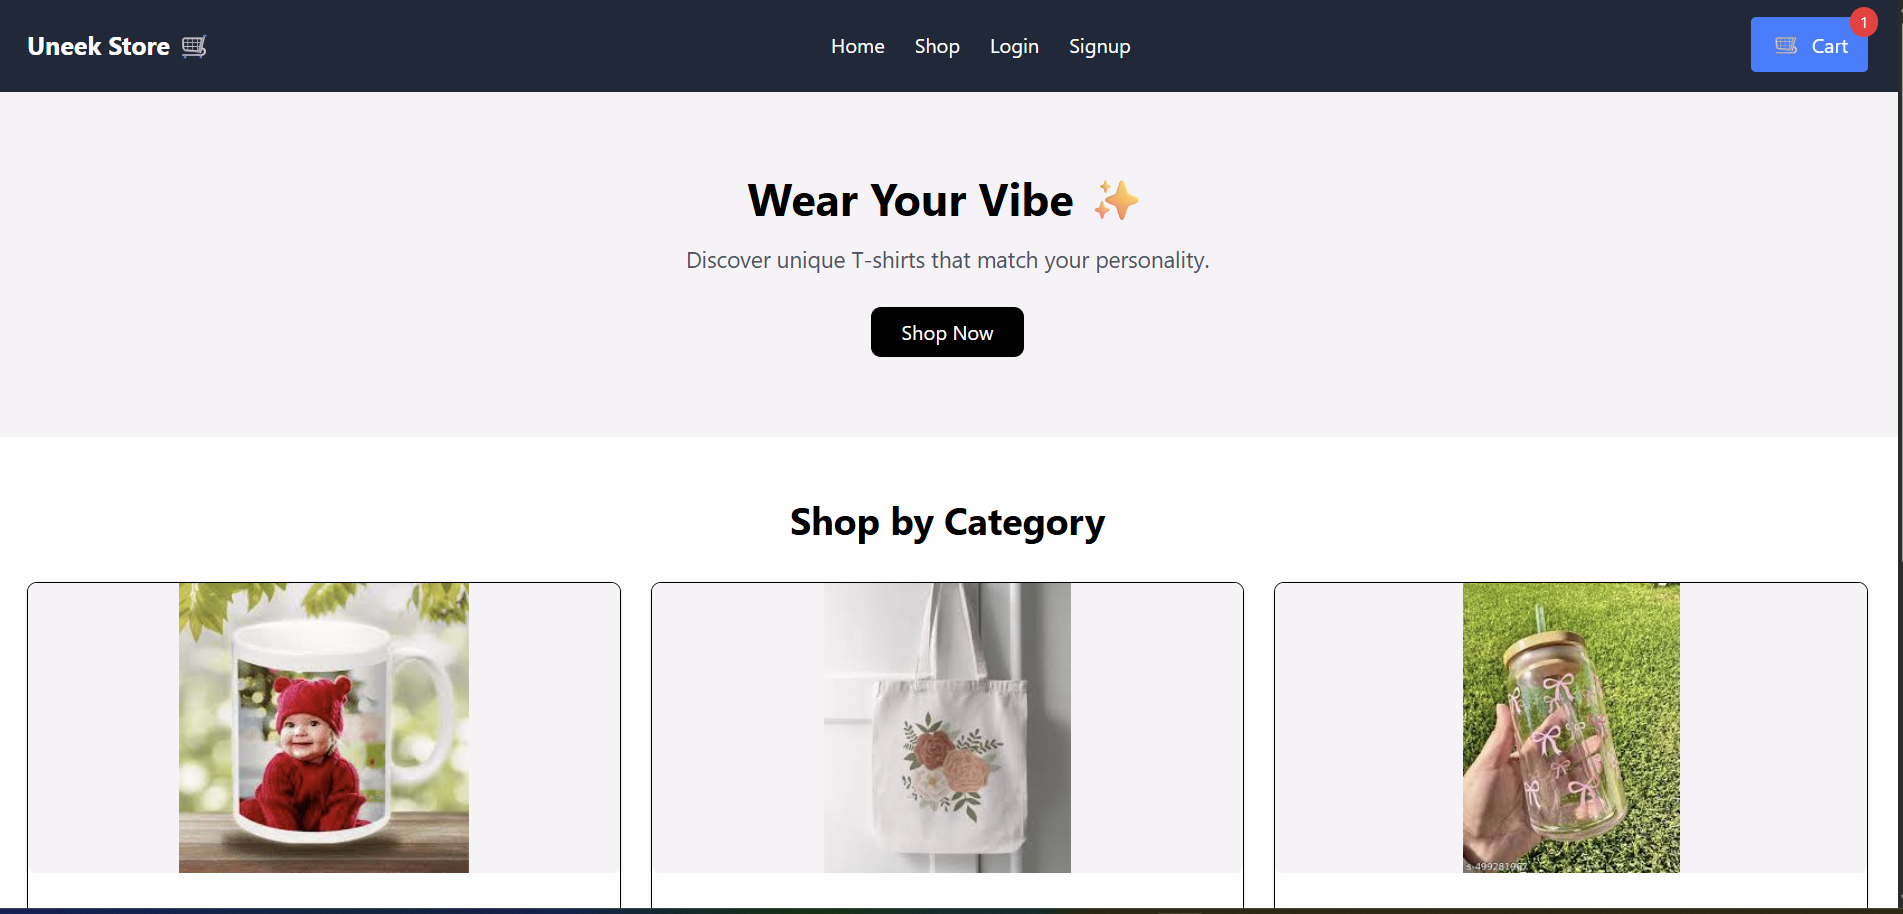 Uneek Store
Home Shop Login Signup
Cart
1
Wear Your Vibe ✨
Discover unique T-shirts that match your personality.
Shop Now
Shop by Category